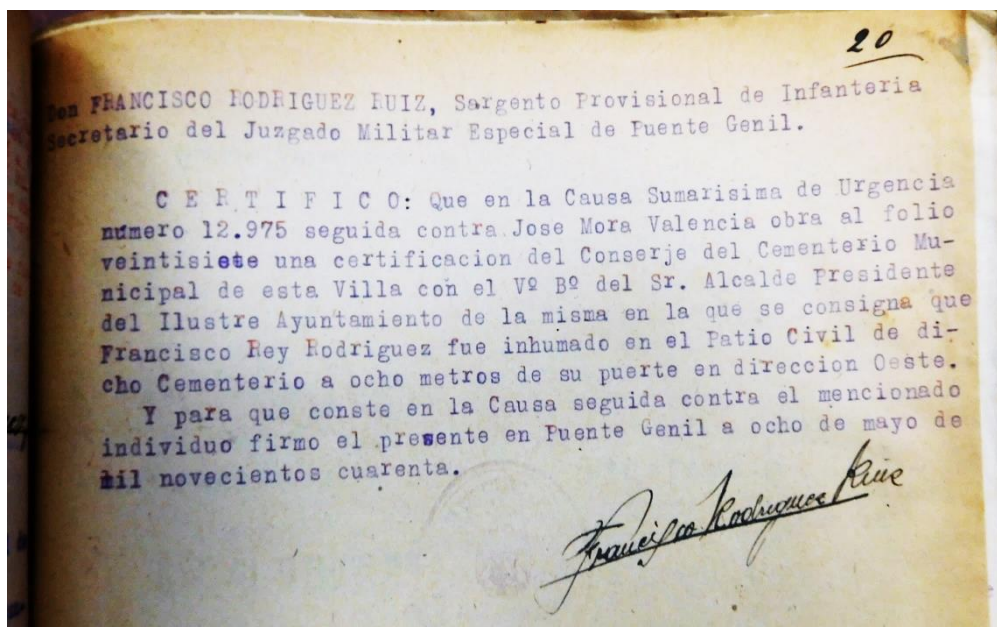 20
Don FRANCISCO RODRIGUEZ RUIZ, Sargento Provisional de Infanteria
Secretario del Juzgado Militar Especial de Puente Genil.
C E R T I F I C O: Que en la Causa Sumarisima de Urgencia
número 12.975 seguida contra Jose Mora Valencia obra al folio
veintisiete una certificacion del Conserje del Cementerio Mu-
nicipal de esta Villa con el Vº Bº del Sr. Alcalde Presidente
del Ilustre Ayuntamiento de la misma en la que se consigna que
Francisco Rey Rodriguez fue inhumado en el Patio Civil de di-
cho Cementerio a ocho metros de su puerte en direccion Oeste.
Y para que conste en la Causa seguida contra el mencionado
individuo firmo el presente en Puente Genil a ocho de mayo de
mil novecientos cuarenta.
Francisco Rodriguez Ruiz